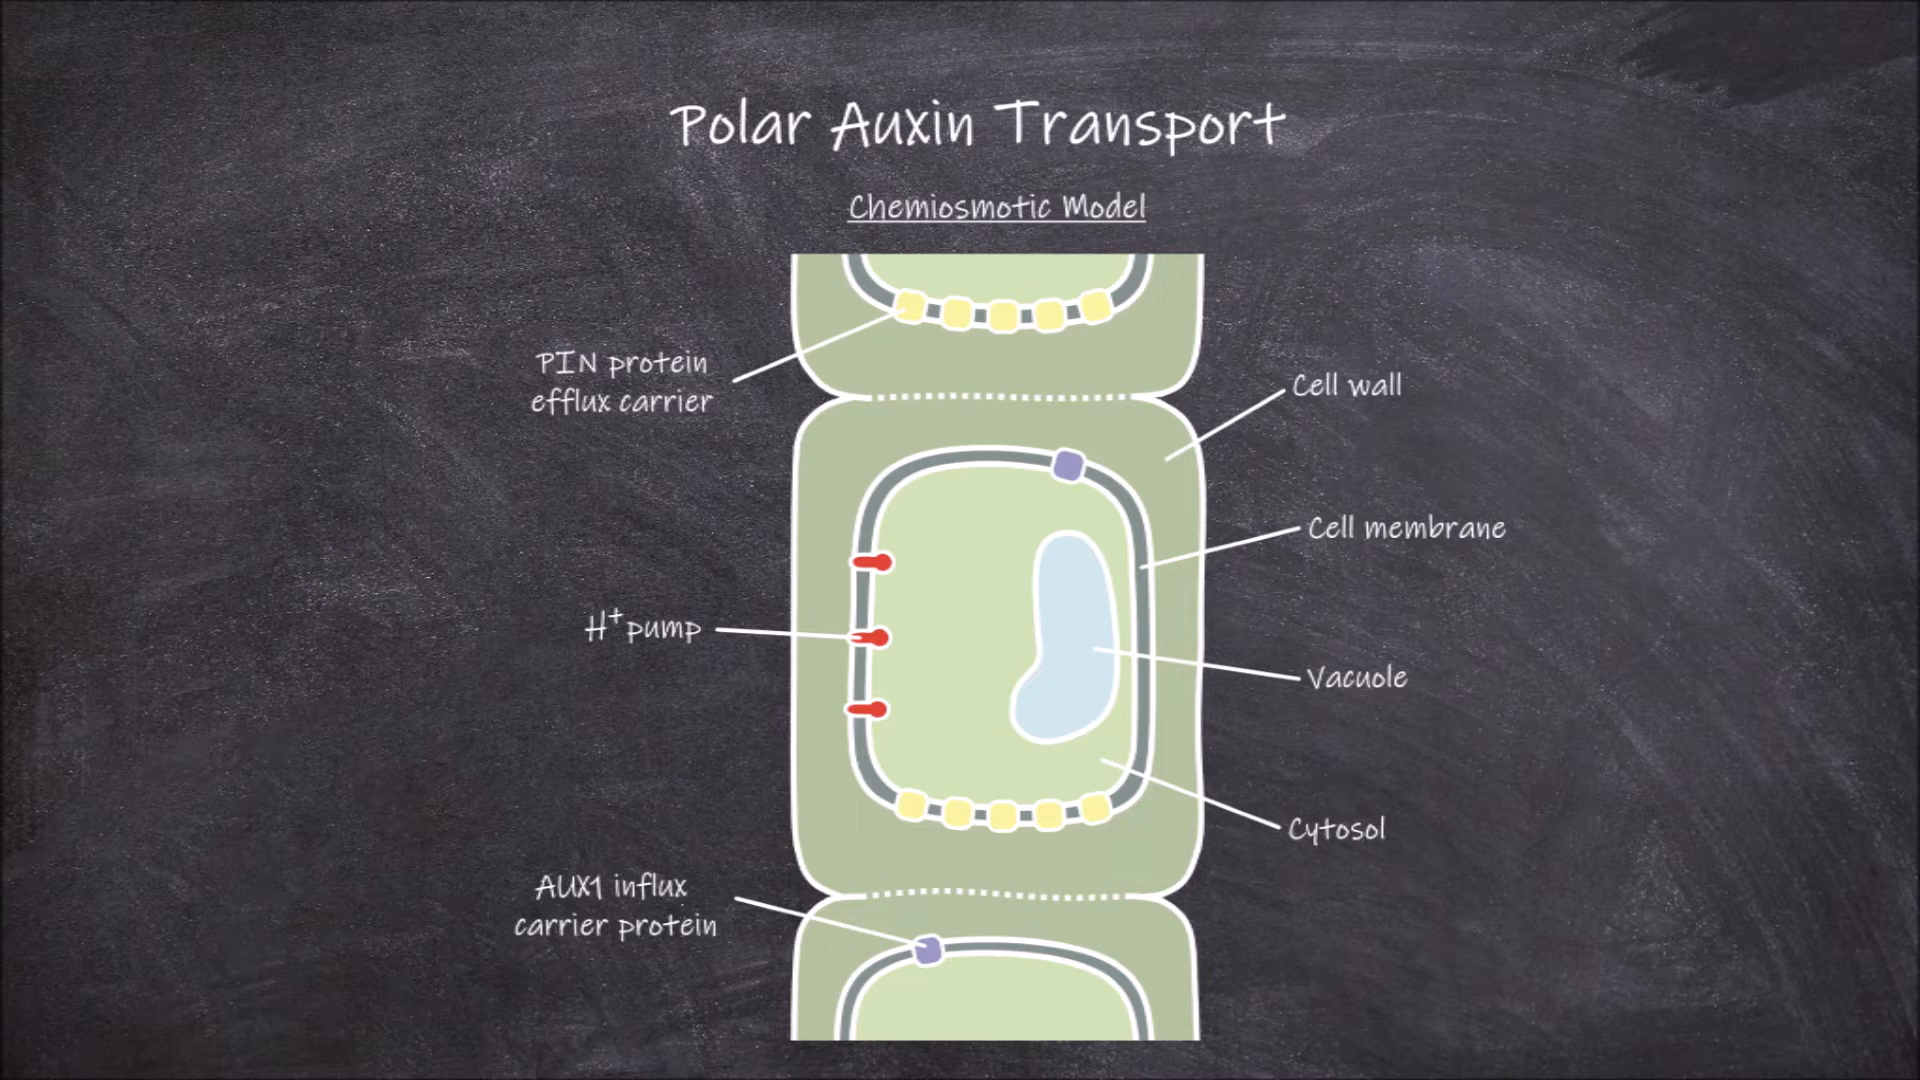 Polar Auxin Transport
Chemiosmotic Model
PIN protein
efflux carrier
Cell wall
Cell membrane
H⁺ pump
Vacuole
Cytosol
AUX1 influx
carrier protein